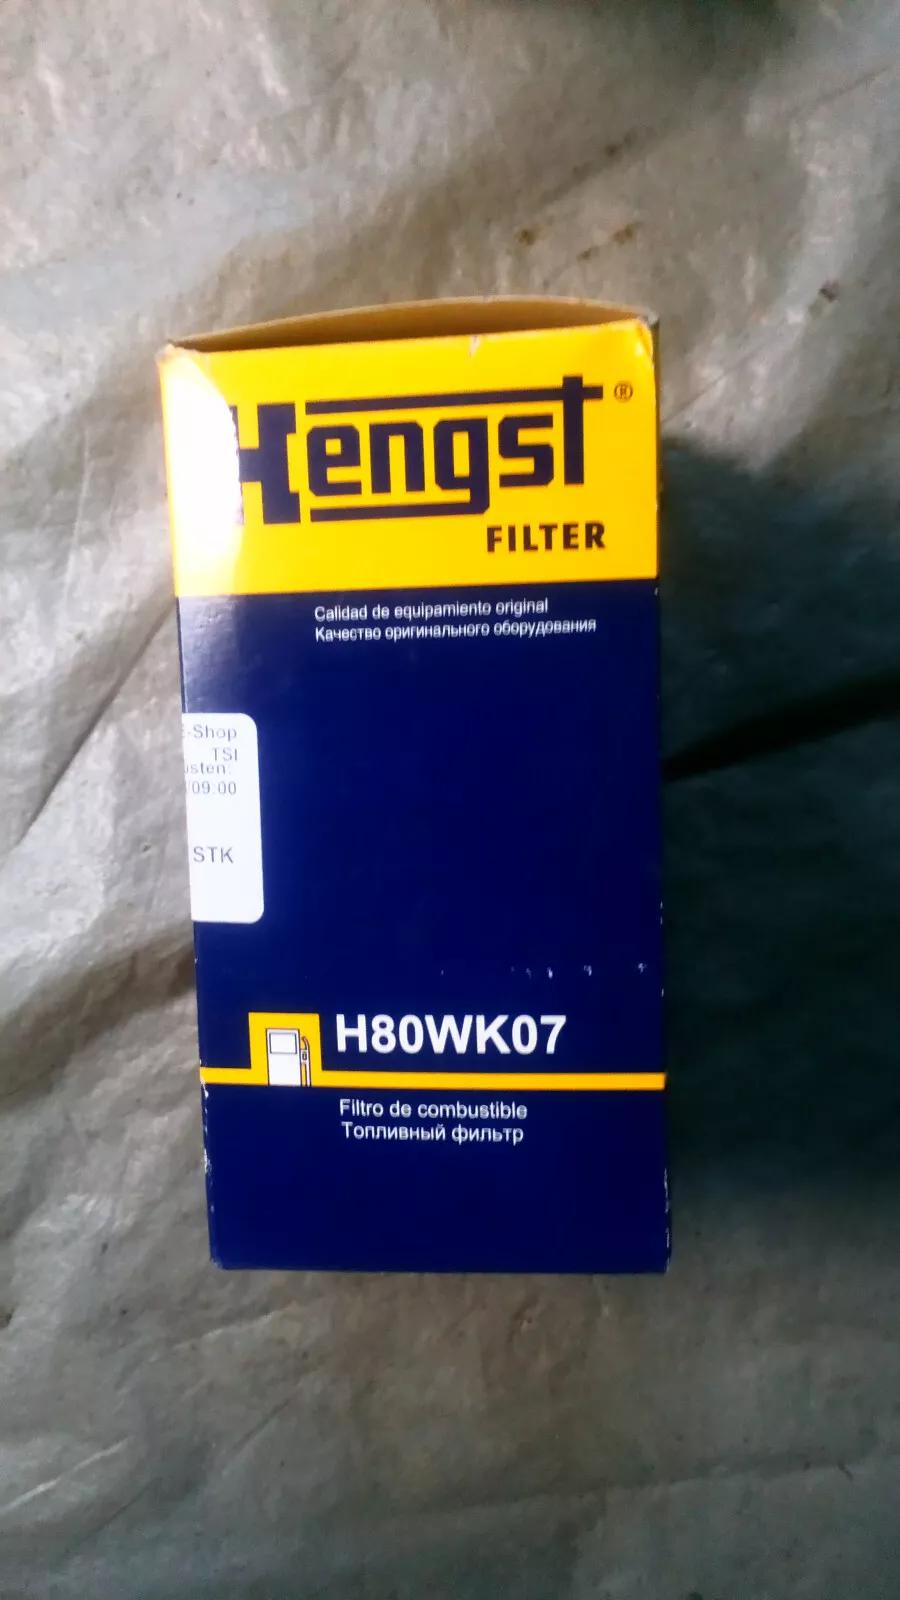 Hengst®
FILTER
Calidad de equipamiento original
Качество оригинального оборудования
E-Shop
TSI
usten:
/09:00
STK
H80WK07
Filtro de combustible
Топливный фильтр